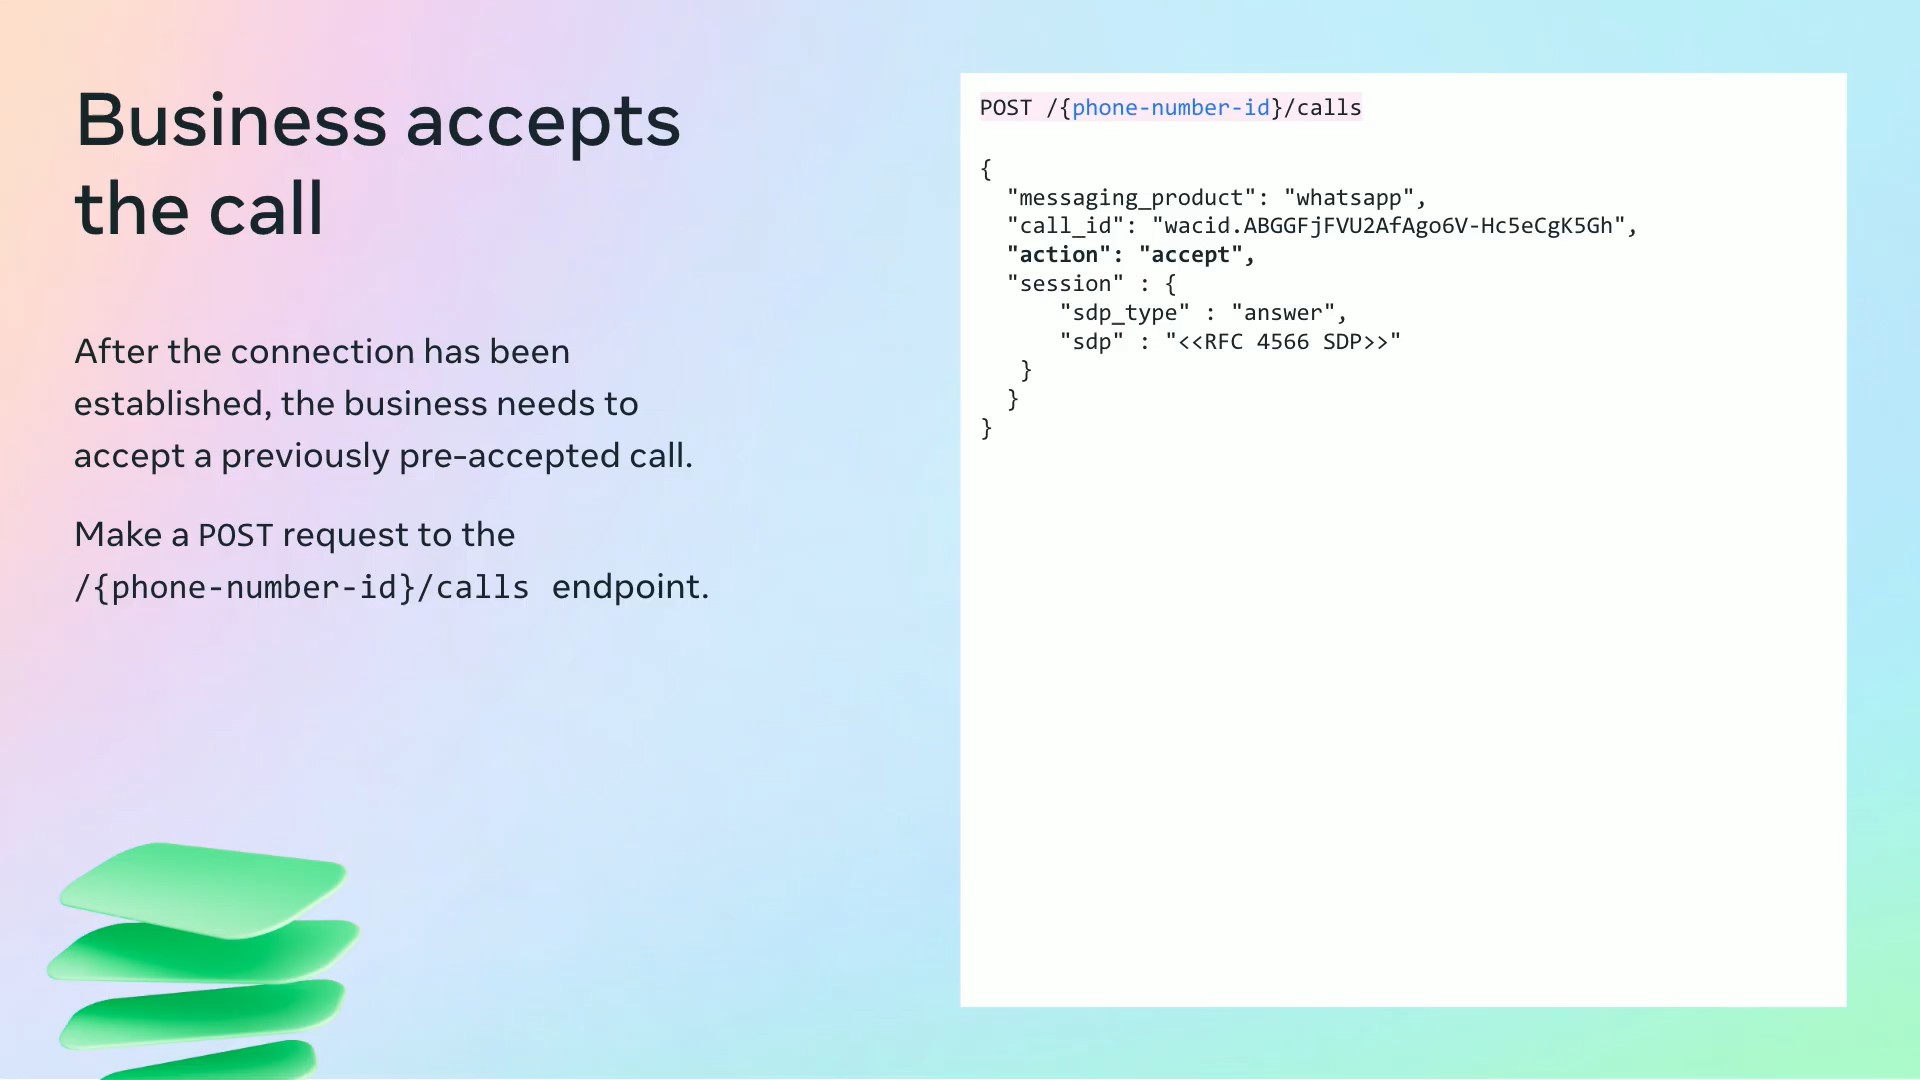 Business accepts
the call
After the connection has been
established, the business needs to
accept a previously pre-accepted call.
Make a POST request to the
/{phone-number-id}/calls endpoint.
POST /{phone-number-id}/calls
{
  "messaging_product": "whatsapp",
  "call_id": "wacid.ABGGFjFVU2AfAgo6V-Hc5eCgK5Gh",
  "action": "accept",
  "session" : {
      "sdp_type" : "answer",
      "sdp" : "<<RFC 4566 SDP>>"
   }
  }
}